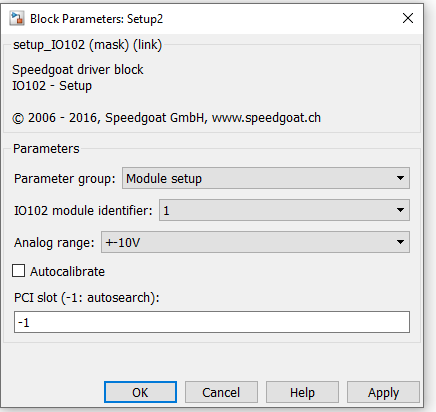 Block Parameters: Setup2
setup_IO102 (mask) (link)
Speedgoat driver block
IO102 - Setup
© 2006 - 2016, Speedgoat GmbH, www.speedgoat.ch
Parameters
Parameter group: Module setup
IO102 module identifier: 1
Analog range: +-10V
Autocalibrate
PCI slot (-1: autosearch):
-1
OK Cancel Help Apply